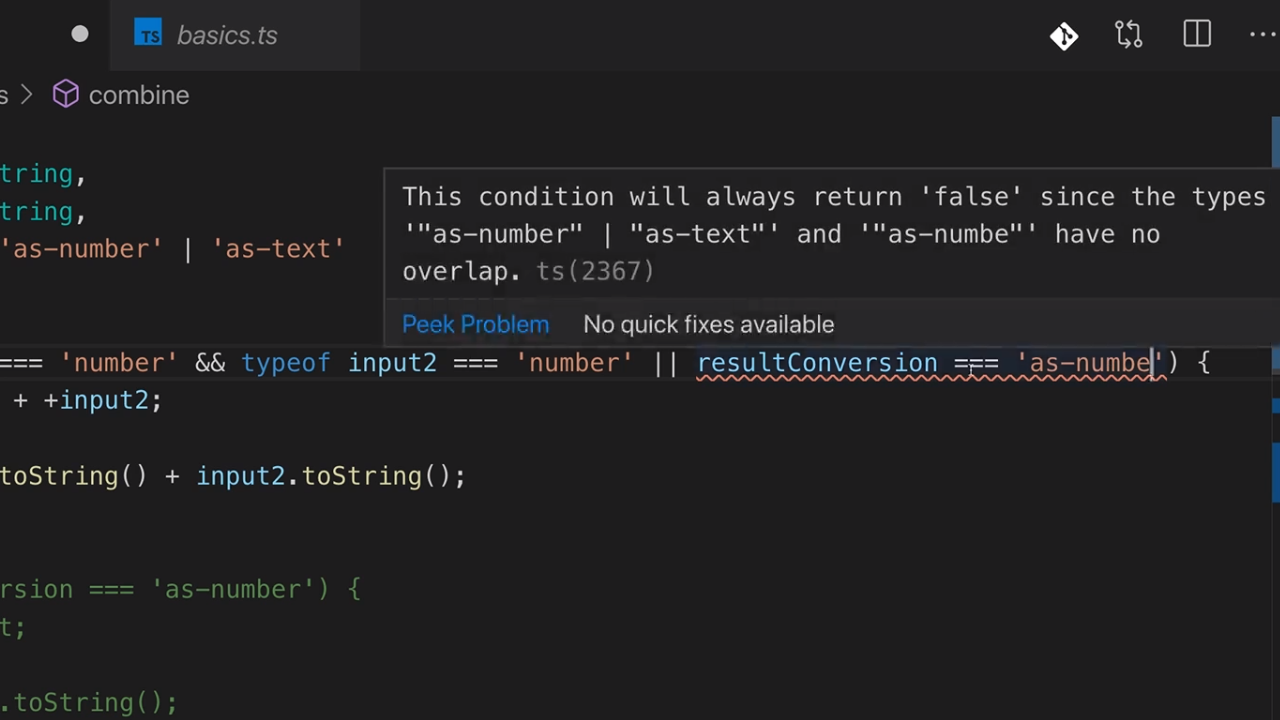 TS basics.ts
s > combine
tring,
tring,
'as-number' | 'as-text'
This condition will always return 'false' since the types
'"as-number" | "as-text"' and '"as-numbe"' have no
overlap. ts(2367)
Peek Problem No quick fixes available
=== 'number' && typeof input2 === 'number' || resultConversion === 'as-numbe') {
+ +input2;
toString() + input2.toString();
rsion === 'as-number') {
t;
.toString();